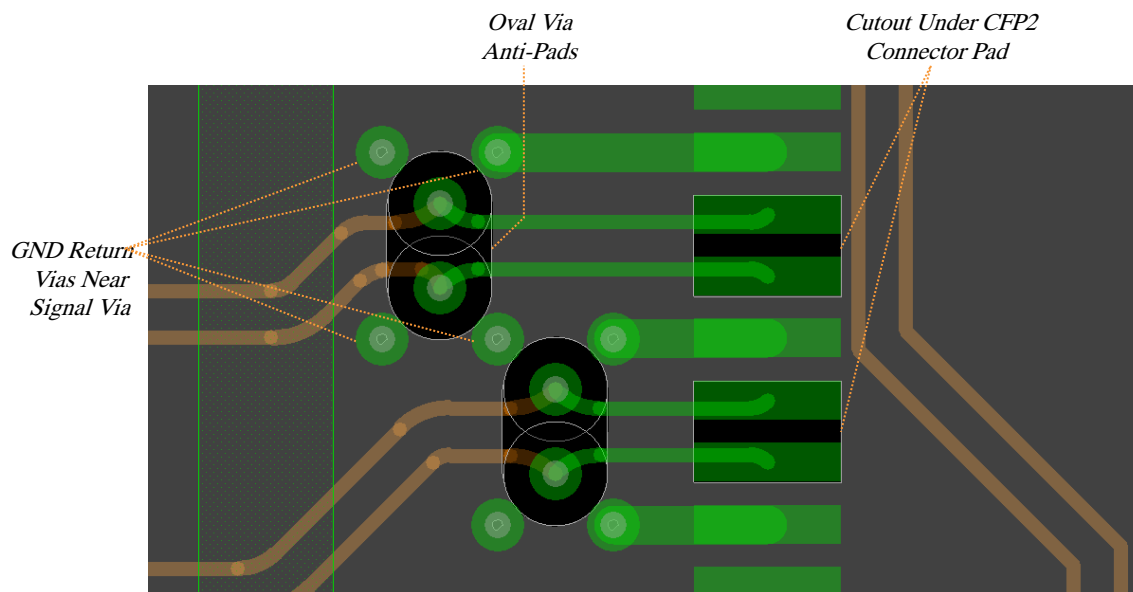 Oval Via
Anti-Pads
Cutout Under CFP2
Connector Pad
GND Return
Vias Near
Signal Via